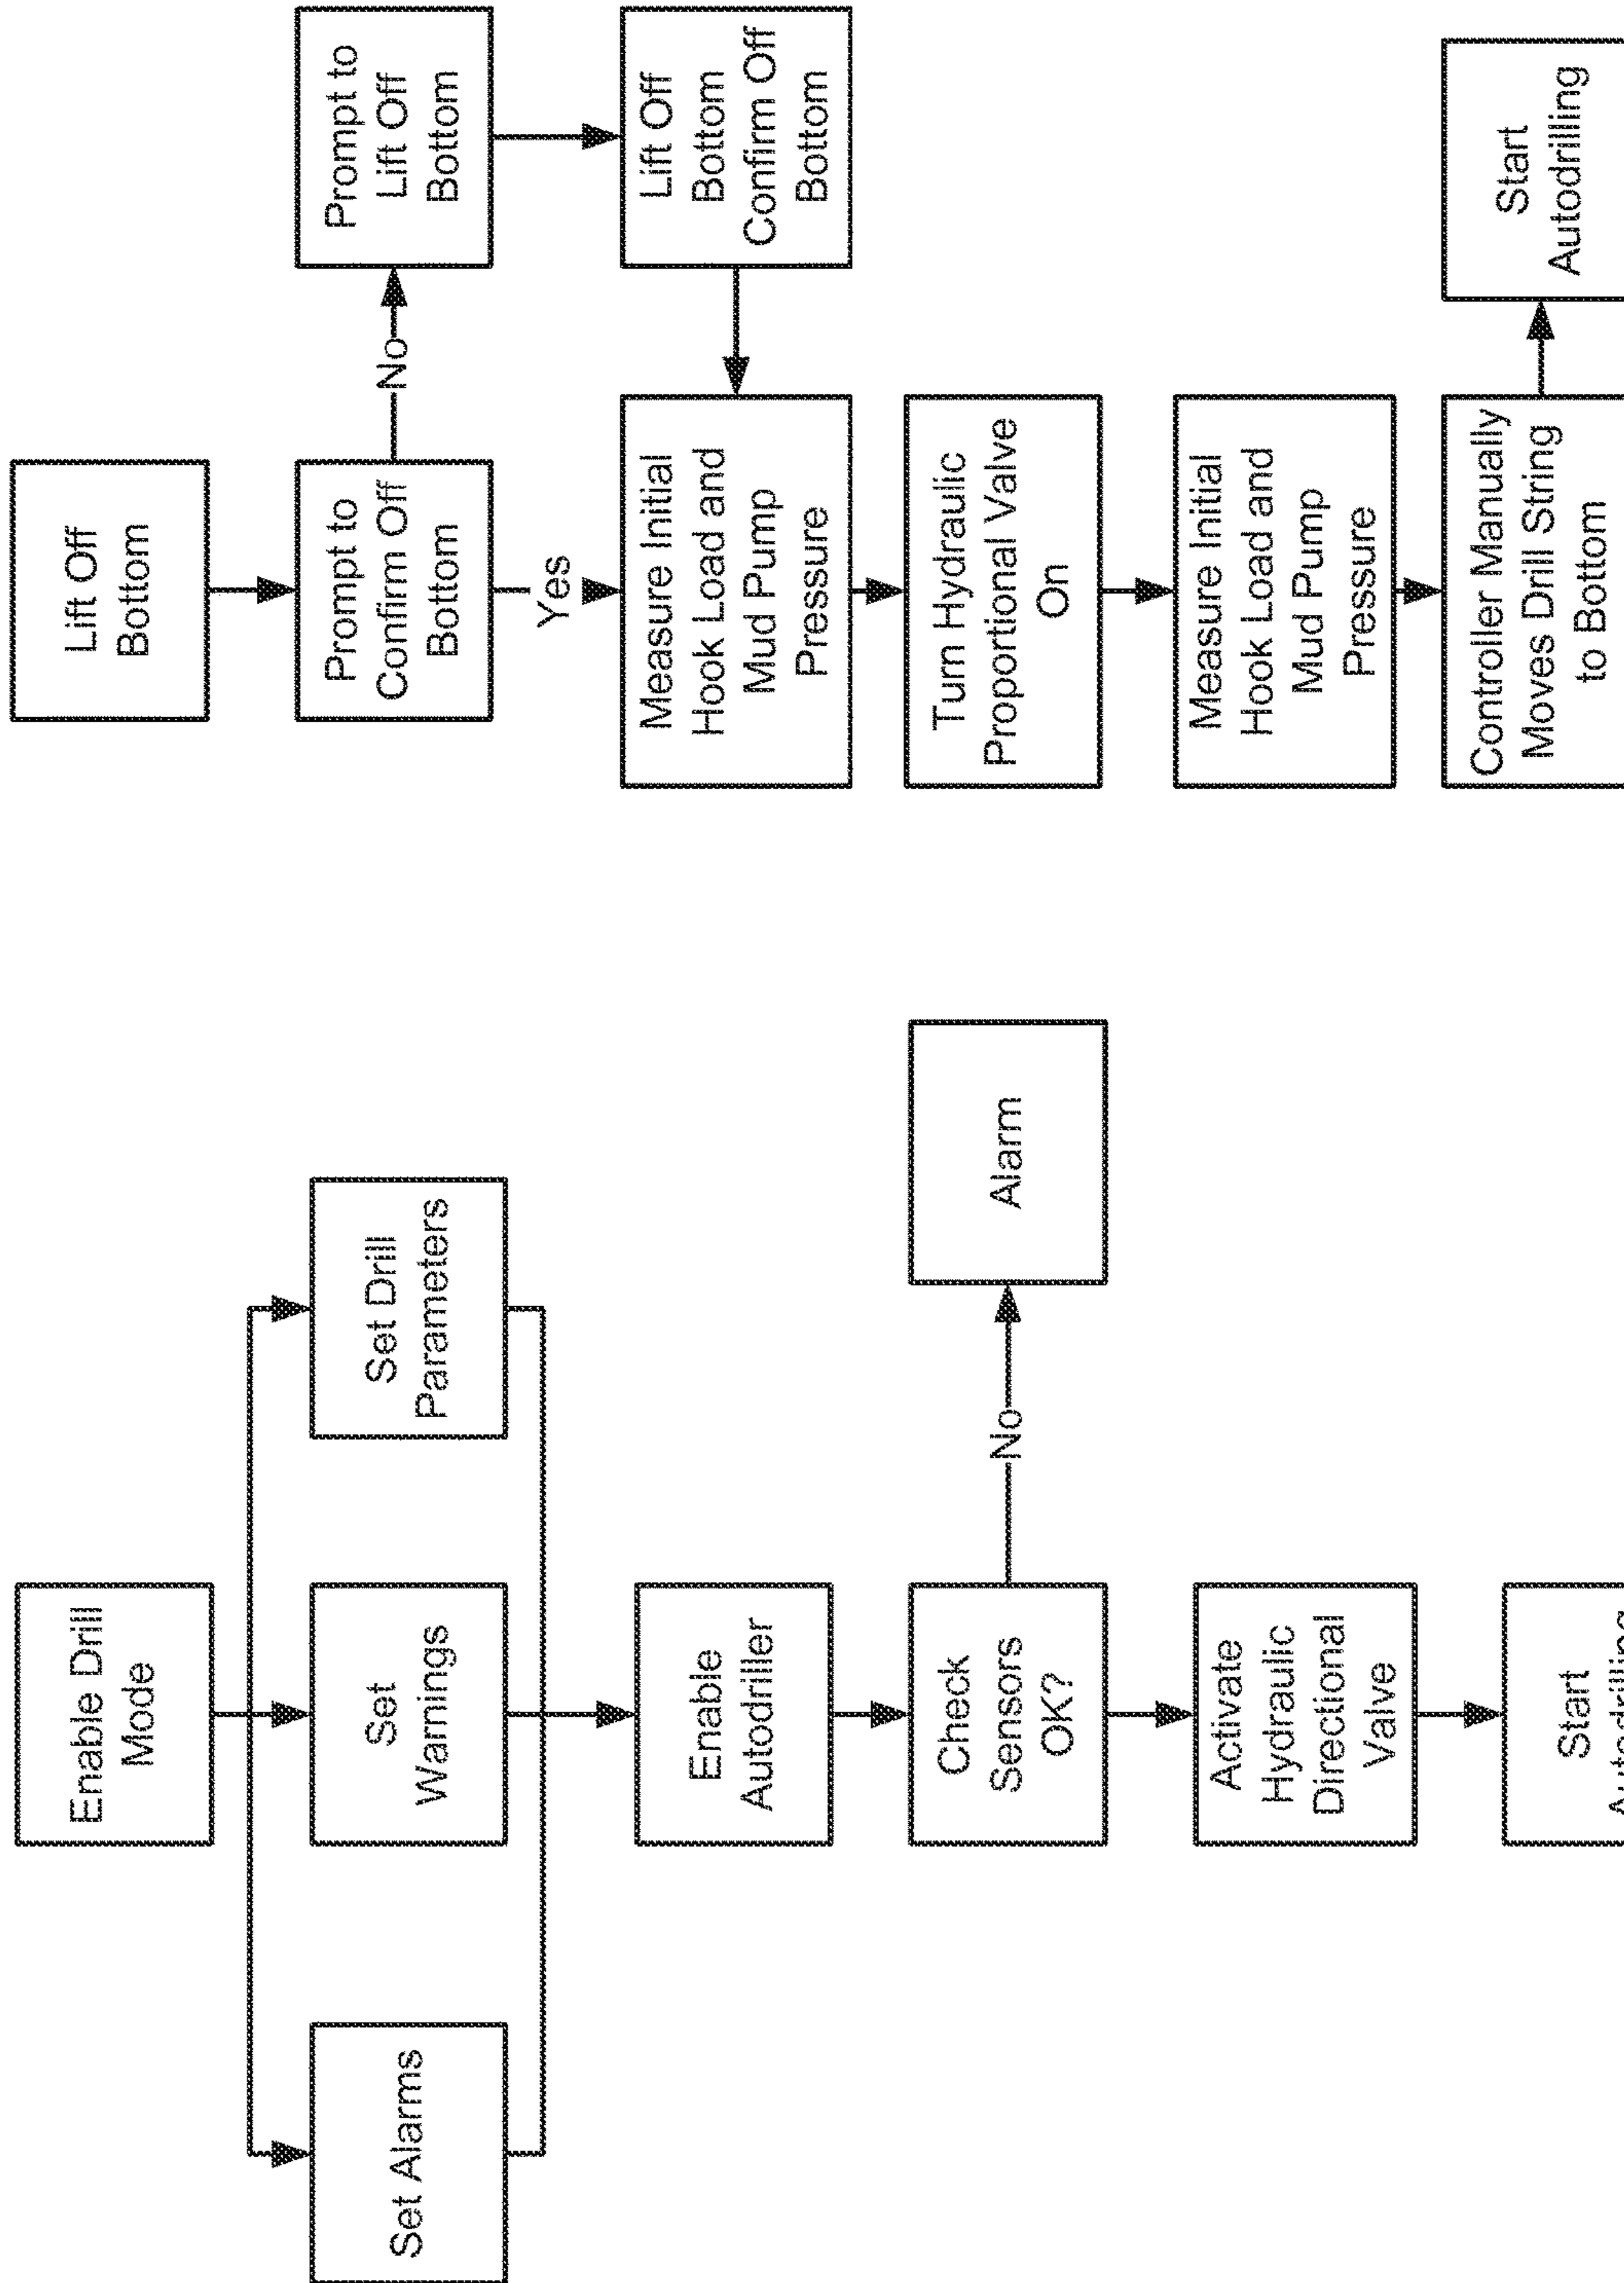 Enable Drill
Mode
Set Alarms
Set
Warnings
Set Drill
Parameters
Enable
Autodriller
Check
Sensors
OK?
No
Alarm
Activate
Hydraulic
Directional
Valve
Start
Autodrilling
Lift Off
Bottom
Prompt to
Confirm Off
Bottom
No
Prompt to
Lift Off
Bottom
Yes
Measure Initial
Hook Load and
Mud Pump
Pressure
Lift Off
Bottom
Confirm Off
Bottom
Turn Hydraulic
Proportional Valve
On
Measure Initial
Hook Load and
Mud Pump
Pressure
Controller Manually
Moves Drill String
to Bottom
Start
Autodrilling